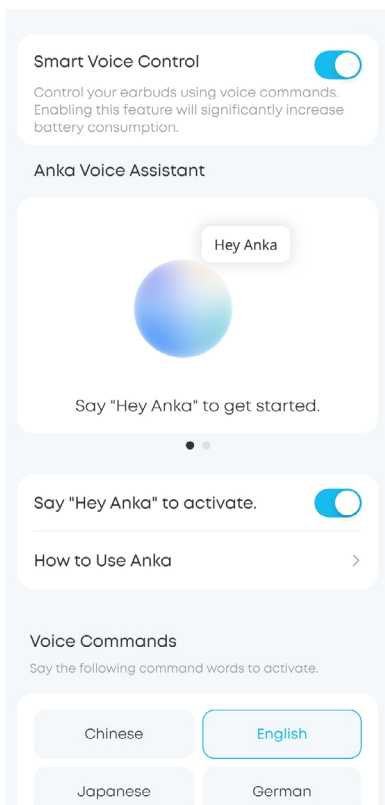 Smart Voice Control
Control your earbuds using voice commands.
Enabling this feature will significantly increase
battery consumption.
Anka Voice Assistant
Hey Anka
Say "Hey Anka" to get started.
Say "Hey Anka" to activate.
How to Use Anka
Voice Commands
Say the following command words to activate.
Chinese
English
Japanese
German